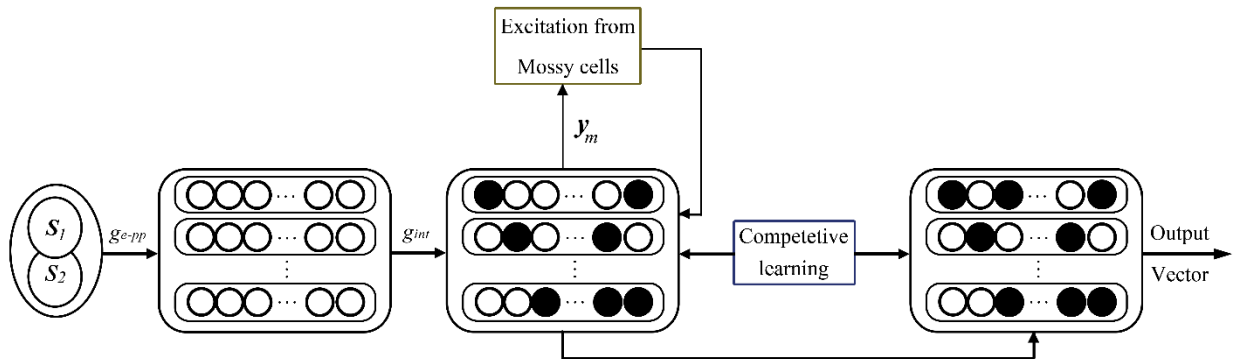 Excitation from
Mossy cells
y_m
S_1
S_2
g_e-pp
g_int
Competetive
learning
Output
Vector